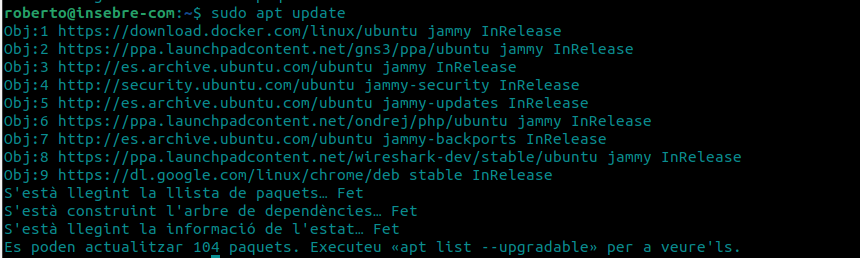 roberto@insebre-com:~$ sudo apt update
Obj:1 https://download.docker.com/linux/ubuntu jammy InRelease
Obj:2 https://ppa.launchpadcontent.net/gns3/ppa/ubuntu jammy InRelease
Obj:3 http://es.archive.ubuntu.com/ubuntu jammy InRelease
Obj:4 http://security.ubuntu.com/ubuntu jammy-security InRelease
Obj:5 http://es.archive.ubuntu.com/ubuntu jammy-updates InRelease
Obj:6 https://ppa.launchpadcontent.net/ondrej/php/ubuntu jammy InRelease
Obj:7 http://es.archive.ubuntu.com/ubuntu jammy-backports InRelease
Obj:8 https://ppa.launchpadcontent.net/wireshark-dev/stable/ubuntu jammy InRelease
Obj:9 https://dl.google.com/linux/chrome/deb stable InRelease
S'està llegint la llista de paquets… Fet
S'està construint l'arbre de dependències… Fet
S'està llegint la informació de l'estat… Fet
Es poden actualitzar 104 paquets. Executeu «apt list --upgradable» per a veure'ls.